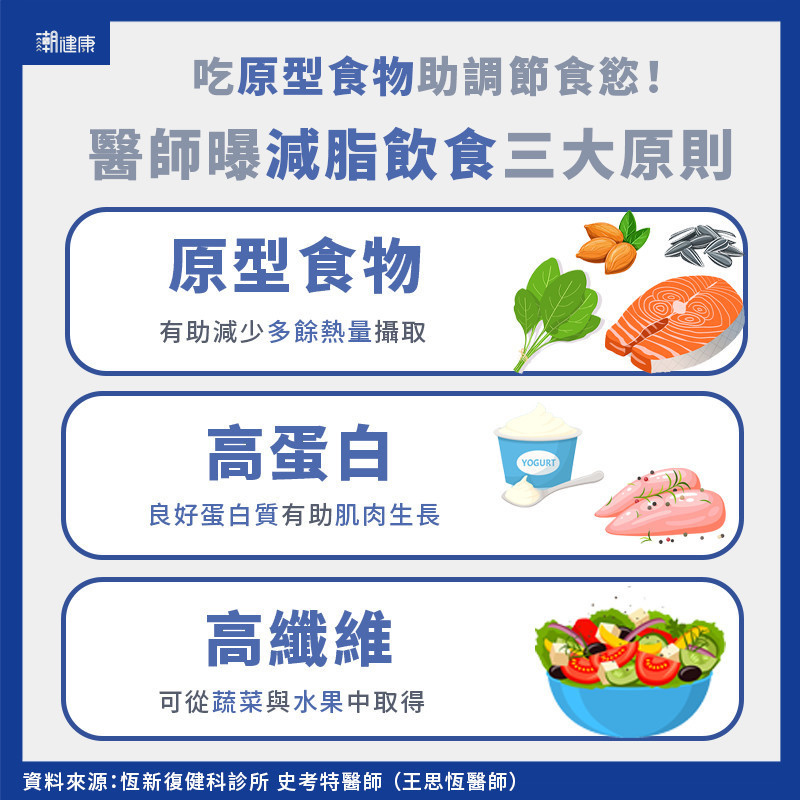 潮健康
吃原型食物助調節食慾！
醫師曝減脂飲食三大原則
原型食物
有助減少多餘熱量攝取
高蛋白
良好蛋白質有助肌肉生長
YOGURT
高纖維
可從蔬菜與水果中取得
資料來源：恆新復健科診所 史考特醫師（王思恆醫師）